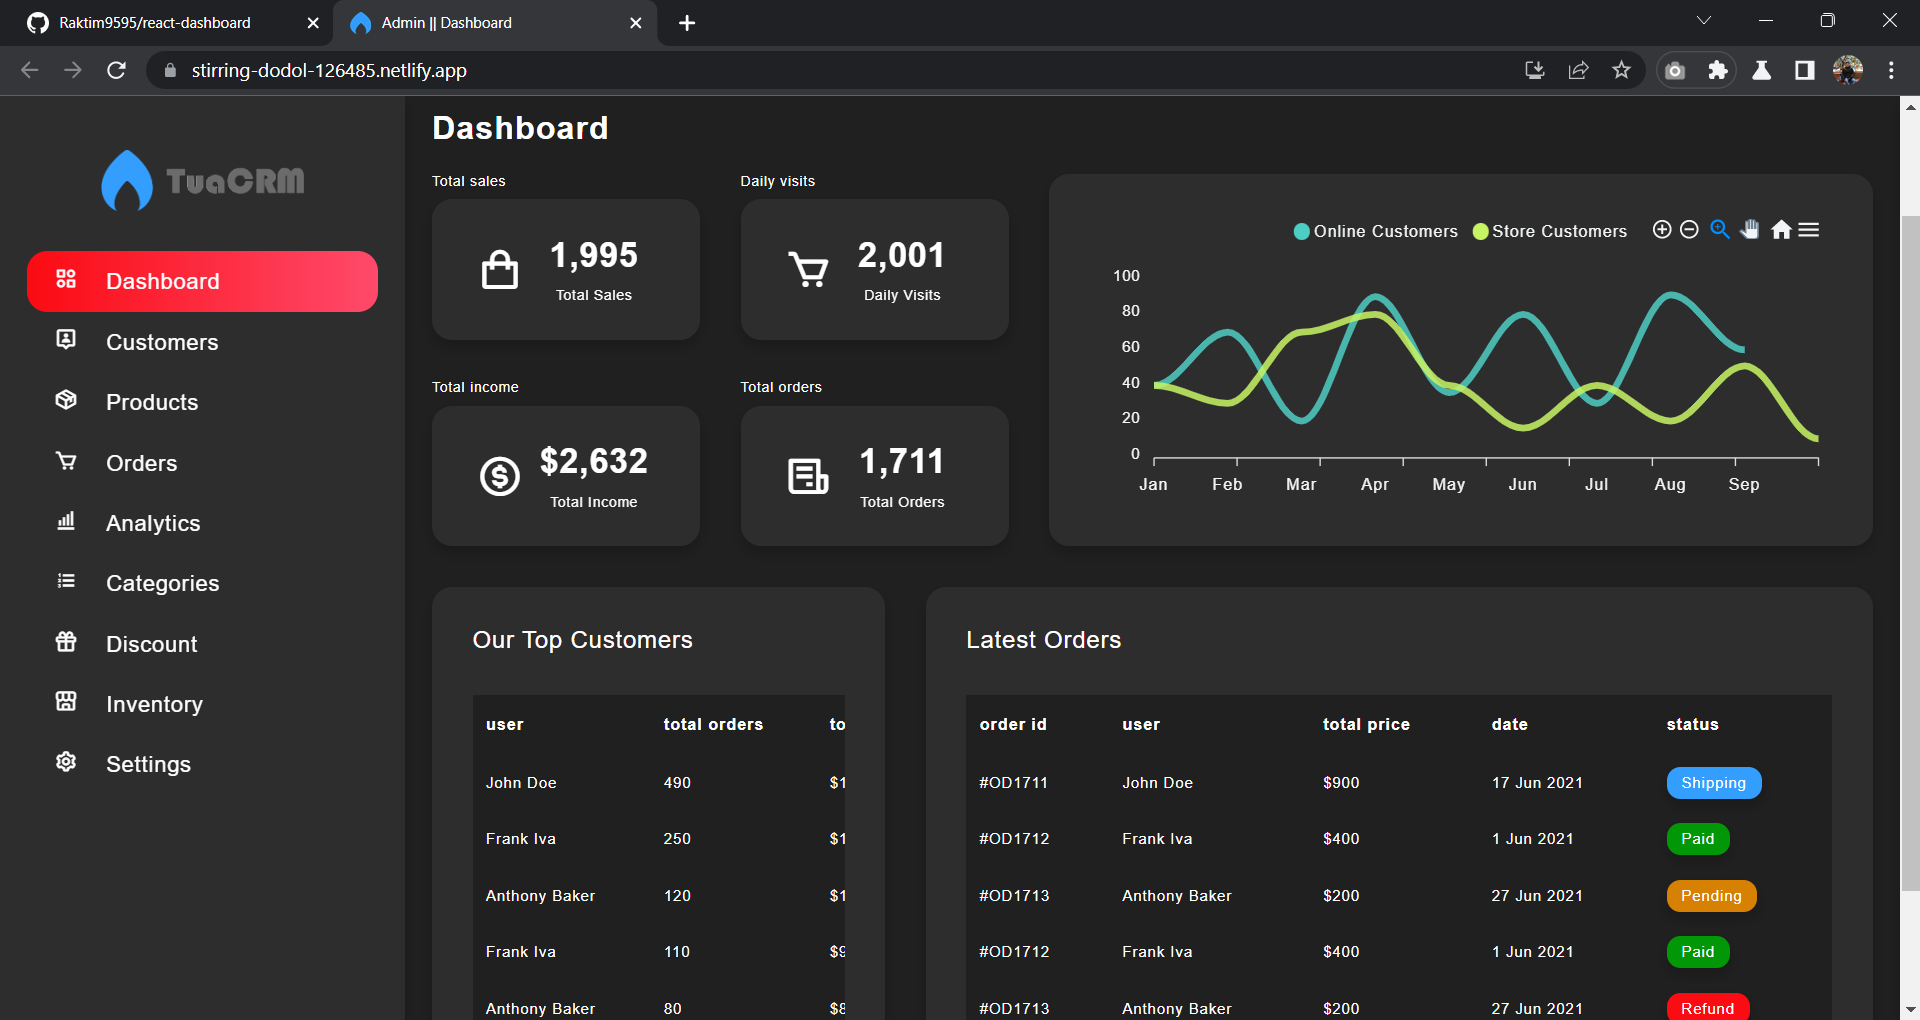 Raktim9595/react-dashboard
Admin || Dashboard
stirring-dodol-126485.netlify.app
TuaCRM
Dashboard
Customers
Products
Orders
Analytics
Categories
Discount
Inventory
Settings
Dashboard
Total sales
1,995
Total Sales
Daily visits
2,001
Daily Visits
Total income
$2,632
Total Income
Total orders
1,711
Total Orders
Online Customers Store Customers
100
80
60
40
20
0
Jan Feb Mar Apr May Jun Jul Aug Sep
Our Top Customers
user total orders to
John Doe 490 $1
Frank Iva 250 $1
Anthony Baker 120 $1
Frank Iva 110 $9
Anthony Baker 80 $8
Latest Orders
order id user total price date status
#OD1711 John Doe $900 17 Jun 2021 Shipping
#OD1712 Frank Iva $400 1 Jun 2021 Paid
#OD1713 Anthony Baker $200 27 Jun 2021 Pending
#OD1712 Frank Iva $400 1 Jun 2021 Paid
#OD1713 Anthony Baker $200 27 Jun 2021 Refund